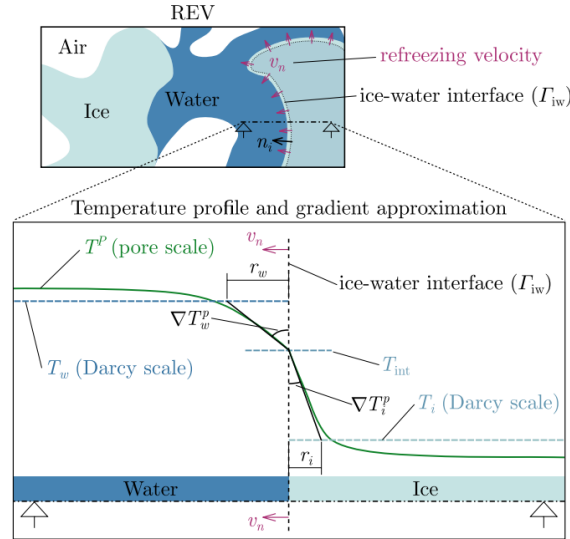 REV
Air
Ice
Water
v_n
n_i
refreezing velocity
ice-water interface (Γ_iw)
Temperature profile and gradient approximation
T^P (pore scale)
v_n
r_w
ice-water interface (Γ_iw)
∇T_w^p
T_w (Darcy scale)
T_int
∇T_i^p
T_i (Darcy scale)
r_i
Water
Ice
v_n